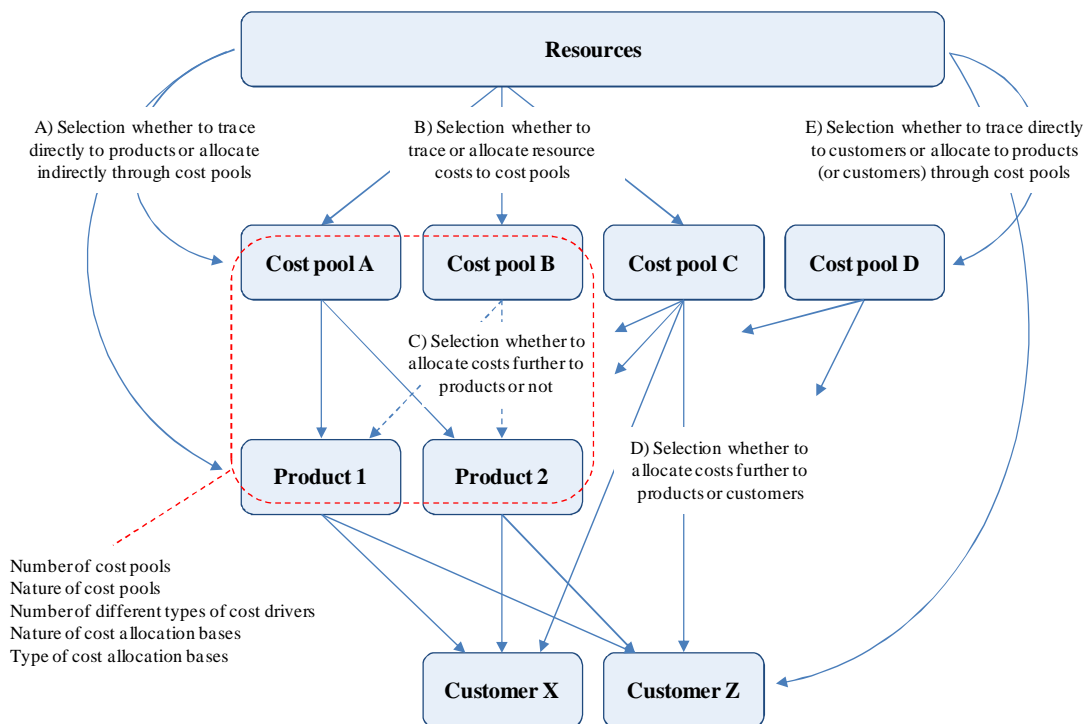 Resources
A) Selection whether to trace
directly to products or allocate
indirectly through cost pools
B) Selection whether to
trace or allocate resource
costs to cost pools
E) Selection whether to trace directly
to customers or allocate to products
(or customers) through cost pools
Cost pool A
Cost pool B
Cost pool C
Cost pool D
C) Selection whether to
allocate costs further to
products or not
D) Selection whether to
allocate costs further to
products or customers
Product 1
Product 2
Number of cost pools
Nature of cost pools
Number of different types of cost drivers
Nature of cost allocation bases
Type of cost allocation bases
Customer X
Customer Z